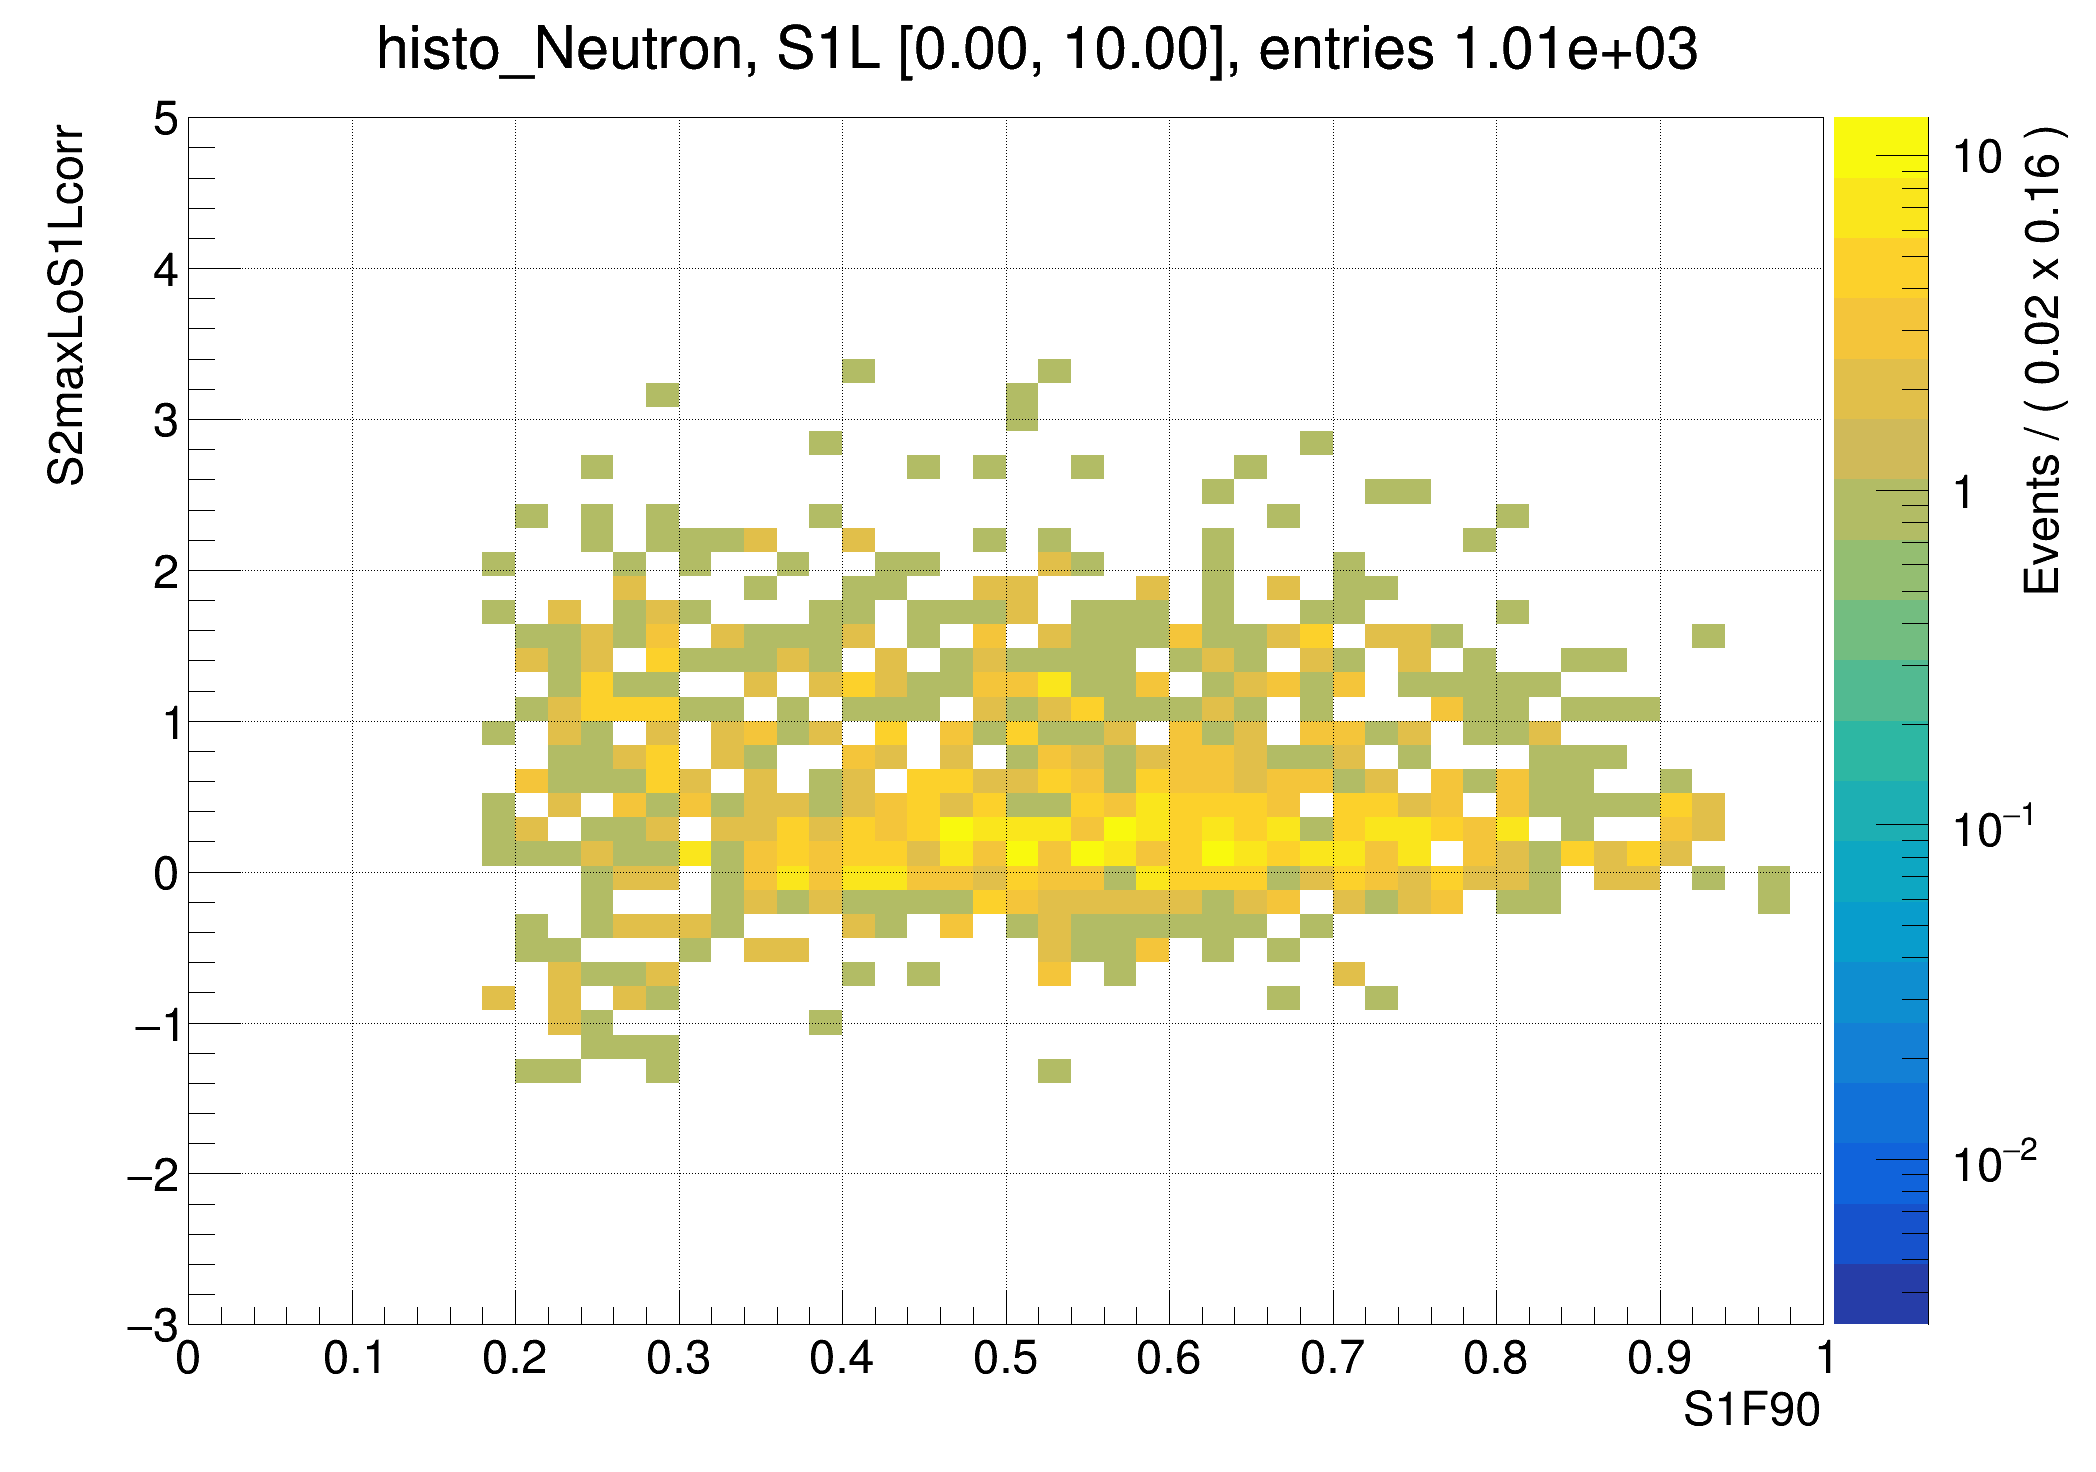 histo_Neutron, S1L [0.00, 10.00], entries 1.01e+03
S2maxLoS1Lcorr
5
4
3
2
1
0
−1
−2
−3
0 0.1 0.2 0.3 0.4 0.5 0.6 0.7 0.8 0.9 1
S1F90
10
1
10⁻¹
10⁻²
Events / ( 0.02 x 0.16 )